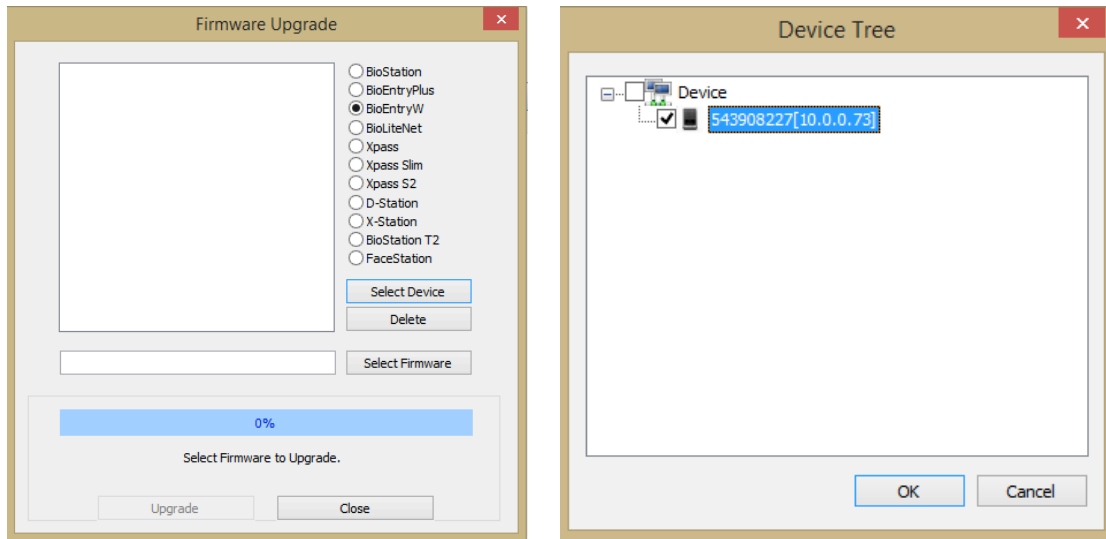 Firmware Upgrade
BioStation
BioEntryPlus
BioEntryW
BioLiteNet
Xpass
Xpass Slim
Xpass S2
D-Station
X-Station
BioStation T2
FaceStation
Select Device
Delete
Select Firmware
0%
Select Firmware to Upgrade.
Upgrade
Close
Device Tree
Device
543908227[10.0.0.73]
OK
Cancel